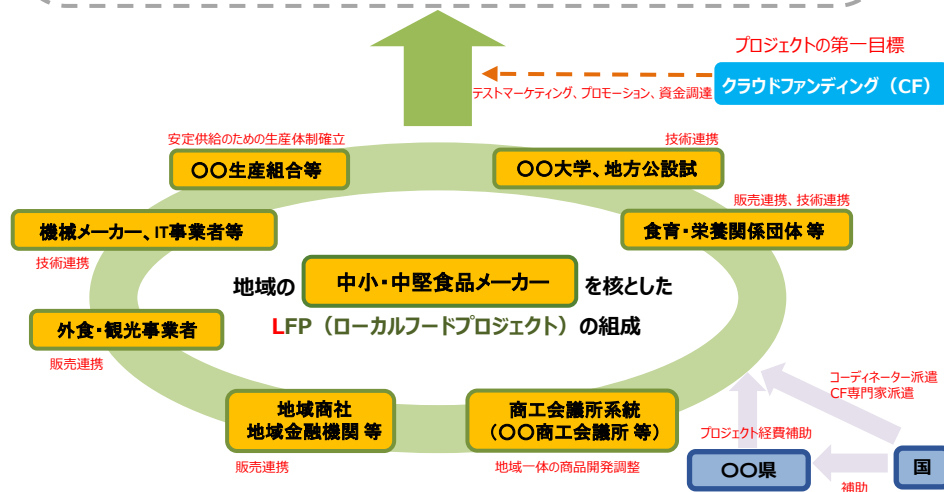 プロジェクトの第一目標
クラウドファンディング（CF）
テストマーケティング、プロモーション、資金調達
安定供給のための生産体制確立
〇〇生産組合等
技術連携
〇〇大学、地方公設試
販売連携、技術連携
食育・栄養関係団体 等
機械メーカー、IT事業者等
技術連携
地域の 中小・中堅食品メーカー を核とした
LFP（ローカルフードプロジェクト）の組成
外食・観光事業者
販売連携
地域商社
地域金融機関 等
販売連携
商工会議所系統
（〇〇商工会議所 等）
地域一体の商品開発調整
コーディネーター派遣
CF専門家派遣
プロジェクト経費補助
〇〇県
国
補助